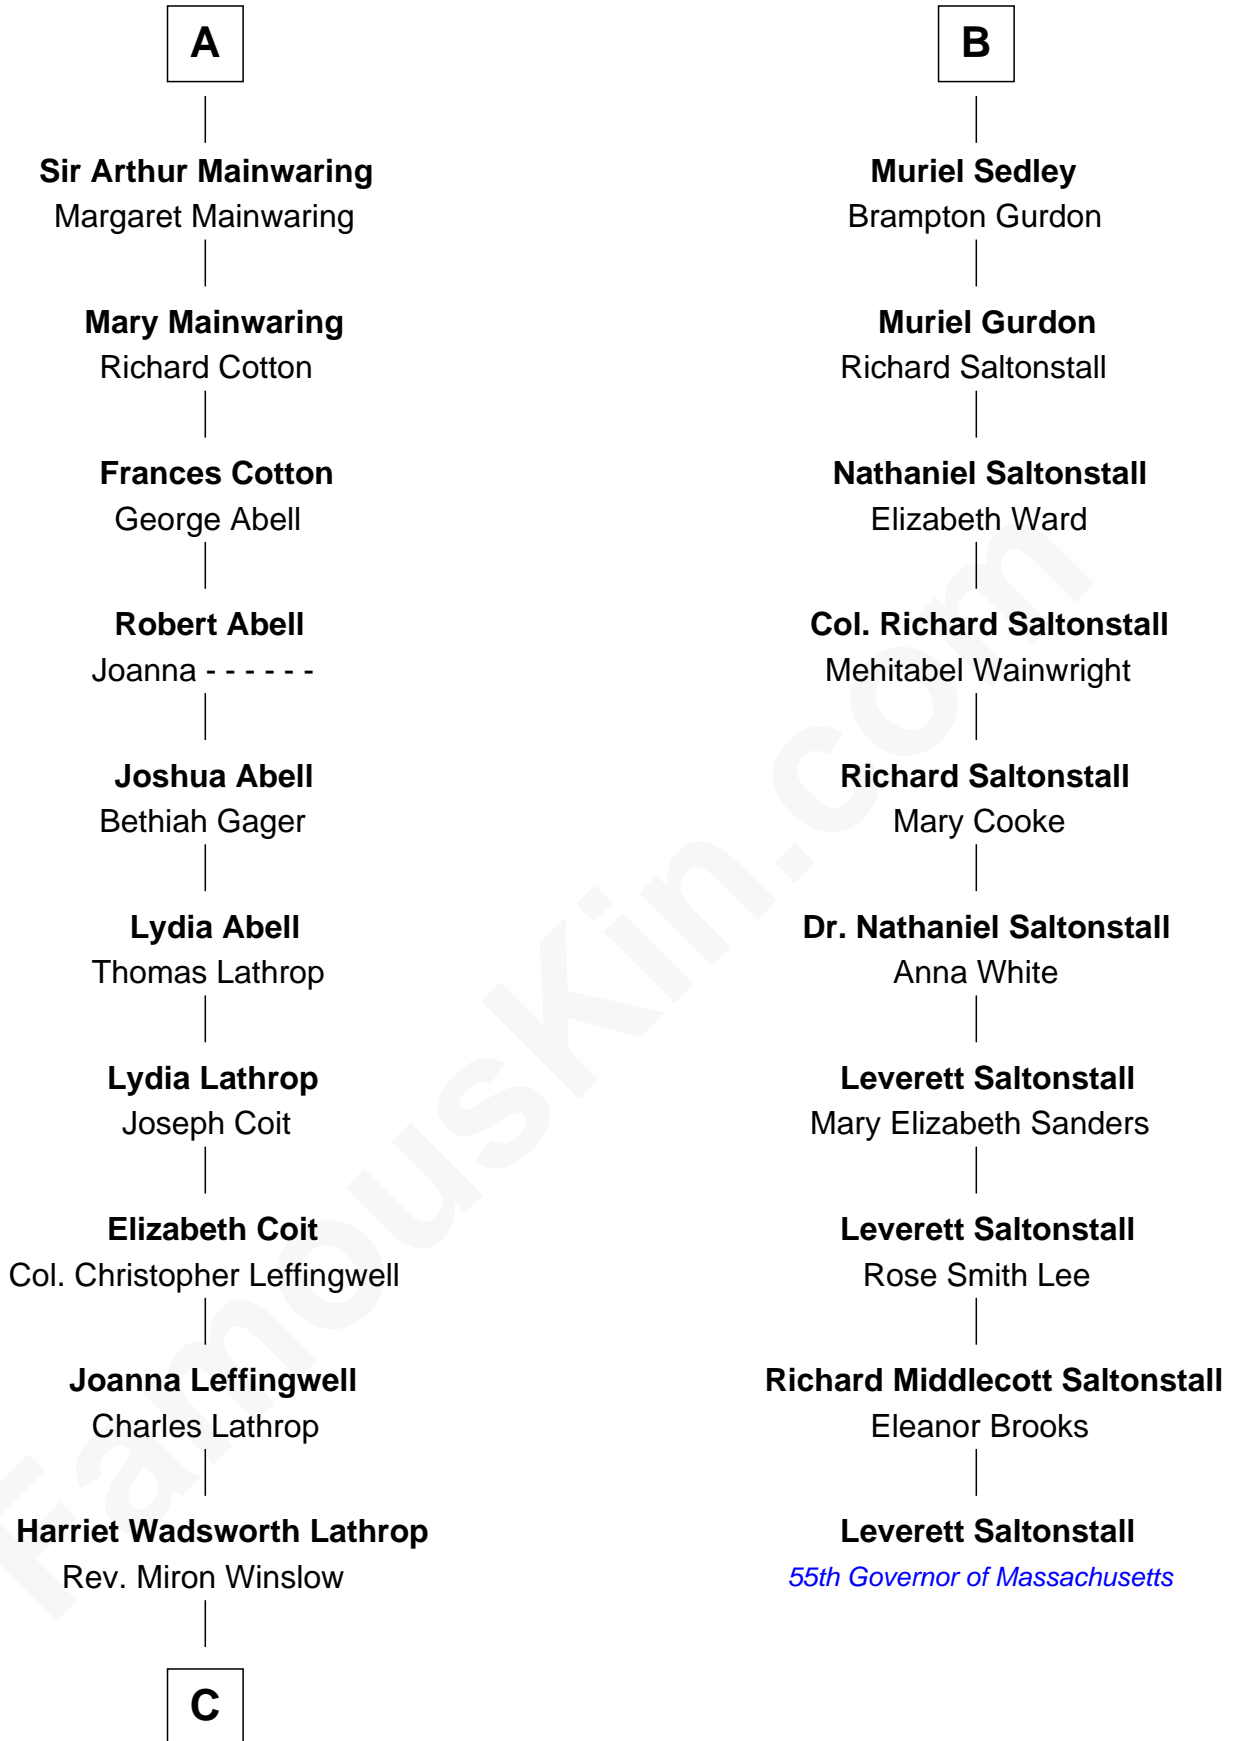 A
Sir Arthur Mainwaring
Margaret Mainwaring
Mary Mainwaring
Richard Cotton
Frances Cotton
George Abell
Robert Abell
Joanna - - - - - -
Joshua Abell
Bethiah Gager
Lydia Abell
Thomas Lathrop
Lydia Lathrop
Joseph Coit
Elizabeth Coit
Col. Christopher Leffingwell
Joanna Leffingwell
Charles Lathrop
Harriet Wadsworth Lathrop
Rev. Miron Winslow
C
B
Muriel Sedley
Brampton Gurdon
Muriel Gurdon
Richard Saltonstall
Nathaniel Saltonstall
Elizabeth Ward
Col. Richard Saltonstall
Mehitabel Wainwright
Richard Saltonstall
Mary Cooke
Dr. Nathaniel Saltonstall
Anna White
Leverett Saltonstall
Mary Elizabeth Sanders
Leverett Saltonstall
Rose Smith Lee
Richard Middlecott Saltonstall
Eleanor Brooks
Leverett Saltonstall
55th Governor of Massachusetts
FamousKin.com